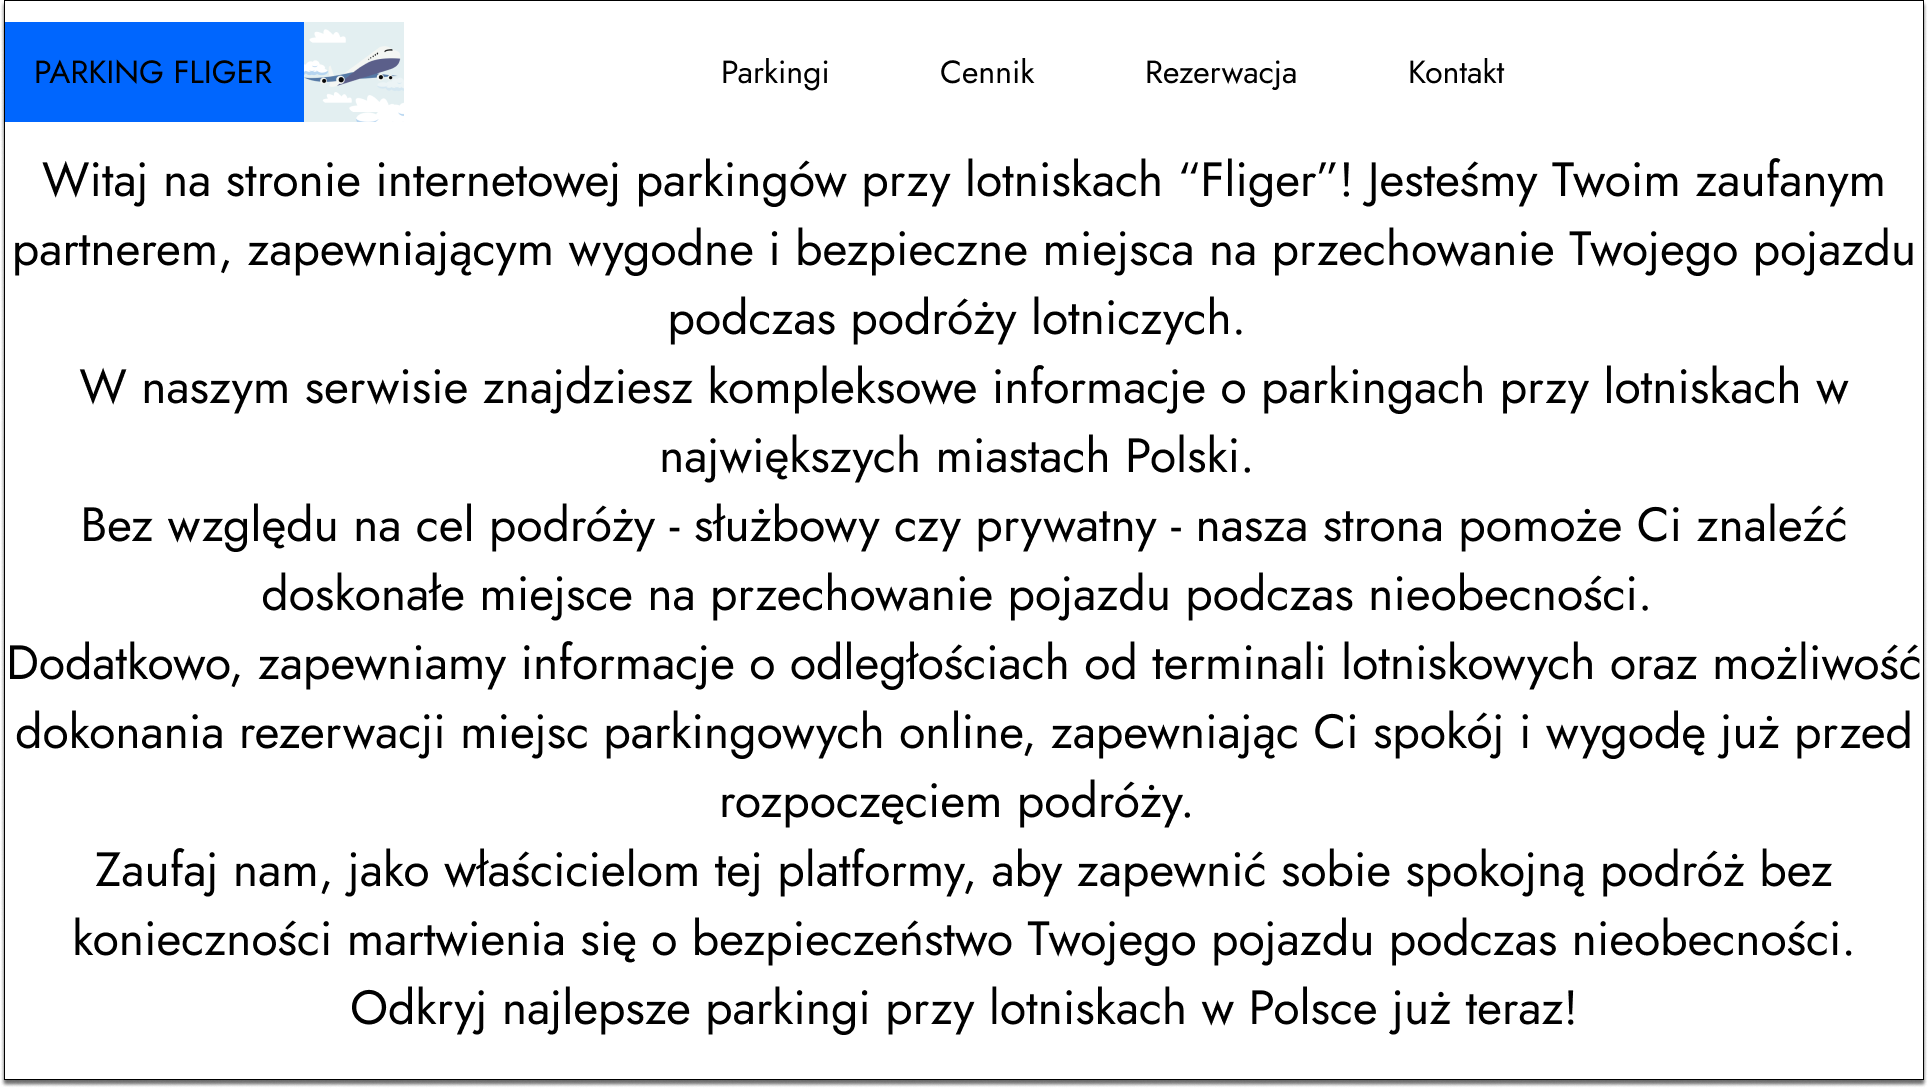 PARKING FLIGER
Parkingi
Cennik
Rezerwacja
Kontakt
Witaj na stronie internetowej parkingów przy lotniskach “Fliger”! Jesteśmy Twoim zaufanym
partnerem, zapewniającym wygodne i bezpieczne miejsca na przechowanie Twojego pojazdu
podczas podróży lotniczych.
W naszym serwisie znajdziesz kompleksowe informacje o parkingach przy lotniskach w
największych miastach Polski.
Bez względu na cel podróży - służbowy czy prywatny - nasza strona pomoże Ci znaleźć
doskonałe miejsce na przechowanie pojazdu podczas nieobecności.
Dodatkowo, zapewniamy informacje o odległościach od terminali lotniskowych oraz możliwość
dokonania rezerwacji miejsc parkingowych online, zapewniając Ci spokój i wygodę już przed
rozpoczęciem podróży.
Zaufaj nam, jako właścicielom tej platformy, aby zapewnić sobie spokojną podróż bez
konieczności martwienia się o bezpieczeństwo Twojego pojazdu podczas nieobecności.
Odkryj najlepsze parkingi przy lotniskach w Polsce już teraz!